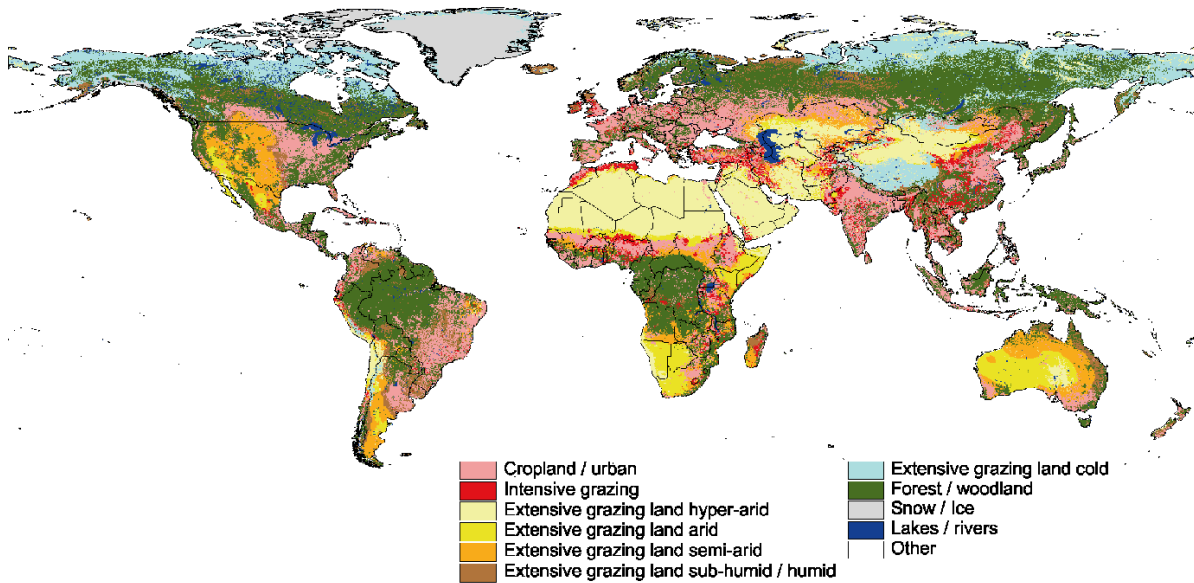 Cropland / urban
Intensive grazing
Extensive grazing land hyper-arid
Extensive grazing land arid
Extensive grazing land semi-arid
Extensive grazing land sub-humid / humid
Extensive grazing land cold
Forest / woodland
Snow / Ice
Lakes / rivers
Other